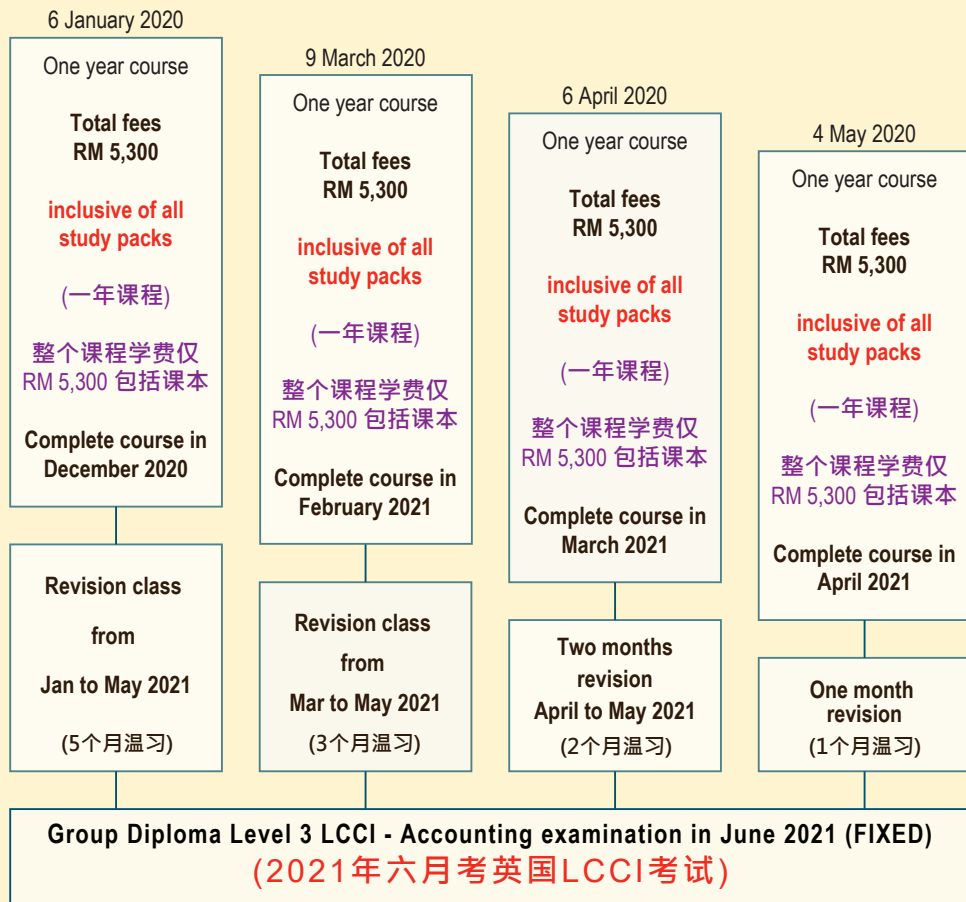 6 January 2020
One year course
Total fees
RM 5,300
inclusive of all
study packs
(一年课程)
整个课程学费仅
RM 5,300 包括课本
Complete course in
December 2020
Revision class
from
Jan to May 2021
(5个月温习)
9 March 2020
One year course
Total fees
RM 5,300
inclusive of all
study packs
(一年课程)
整个课程学费仅
RM 5,300 包括课本
Complete course in
February 2021
Revision class
from
Mar to May 2021
(3个月温习)
6 April 2020
One year course
Total fees
RM 5,300
inclusive of all
study packs
(一年课程)
整个课程学费仅
RM 5,300 包括课本
Complete course in
March 2021
Two months
revision
April to May 2021
(2个月温习)
4 May 2020
One year course
Total fees
RM 5,300
inclusive of all
study packs
(一年课程)
整个课程学费仅
RM 5,300 包括课本
Complete course in
April 2021
One month
revision
(1个月温习)
Group Diploma Level 3 LCCI - Accounting examination in June 2021 (FIXED)
(2021年六月考英国LCCI考试)